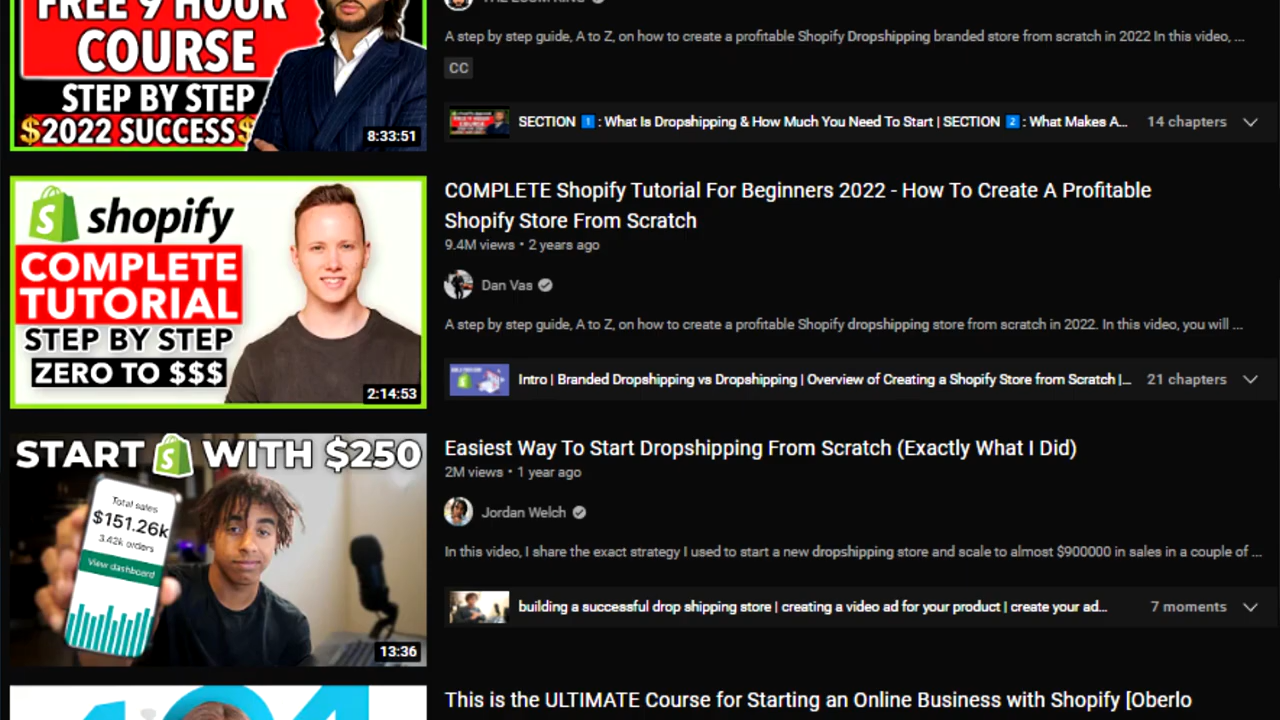 FREE 9 HOUR
COURSE
STEP BY STEP
$2022 SUCCESS$
8:33:51
A step by step guide, A to Z, on how to create a profitable Shopify Dropshipping branded store from scratch in 2022 In this video, ...
CC
SECTION 1 : What Is Dropshipping & How Much You Need To Start | SECTION 2 : What Makes A...
14 chapters
shopify
COMPLETE
TUTORIAL
STEP BY STEP
ZERO TO $$$
2:14:53
COMPLETE Shopify Tutorial For Beginners 2022 - How To Create A Profitable
Shopify Store From Scratch
9.4M views • 2 years ago
Dan Vas
A step by step guide, A to Z, on how to create a profitable Shopify dropshipping store from scratch in 2022. In this video, you will ...
Intro | Branded Dropshipping vs Dropshipping | Overview of Creating a Shopify Store from Scratch |...
21 chapters
START WITH $250
Total sales
$151.26k
3.42k orders
View dashboard
13:36
Easiest Way To Start Dropshipping From Scratch (Exactly What I Did)
2M views • 1 year ago
Jordan Welch
In this video, I share the exact strategy I used to start a new dropshipping store and scale to almost $900000 in sales in a couple of ...
building a successful drop shipping store | creating a video ad for your product | create your ad...
7 moments
This is the ULTIMATE Course for Starting an Online Business with Shopify [Oberlo